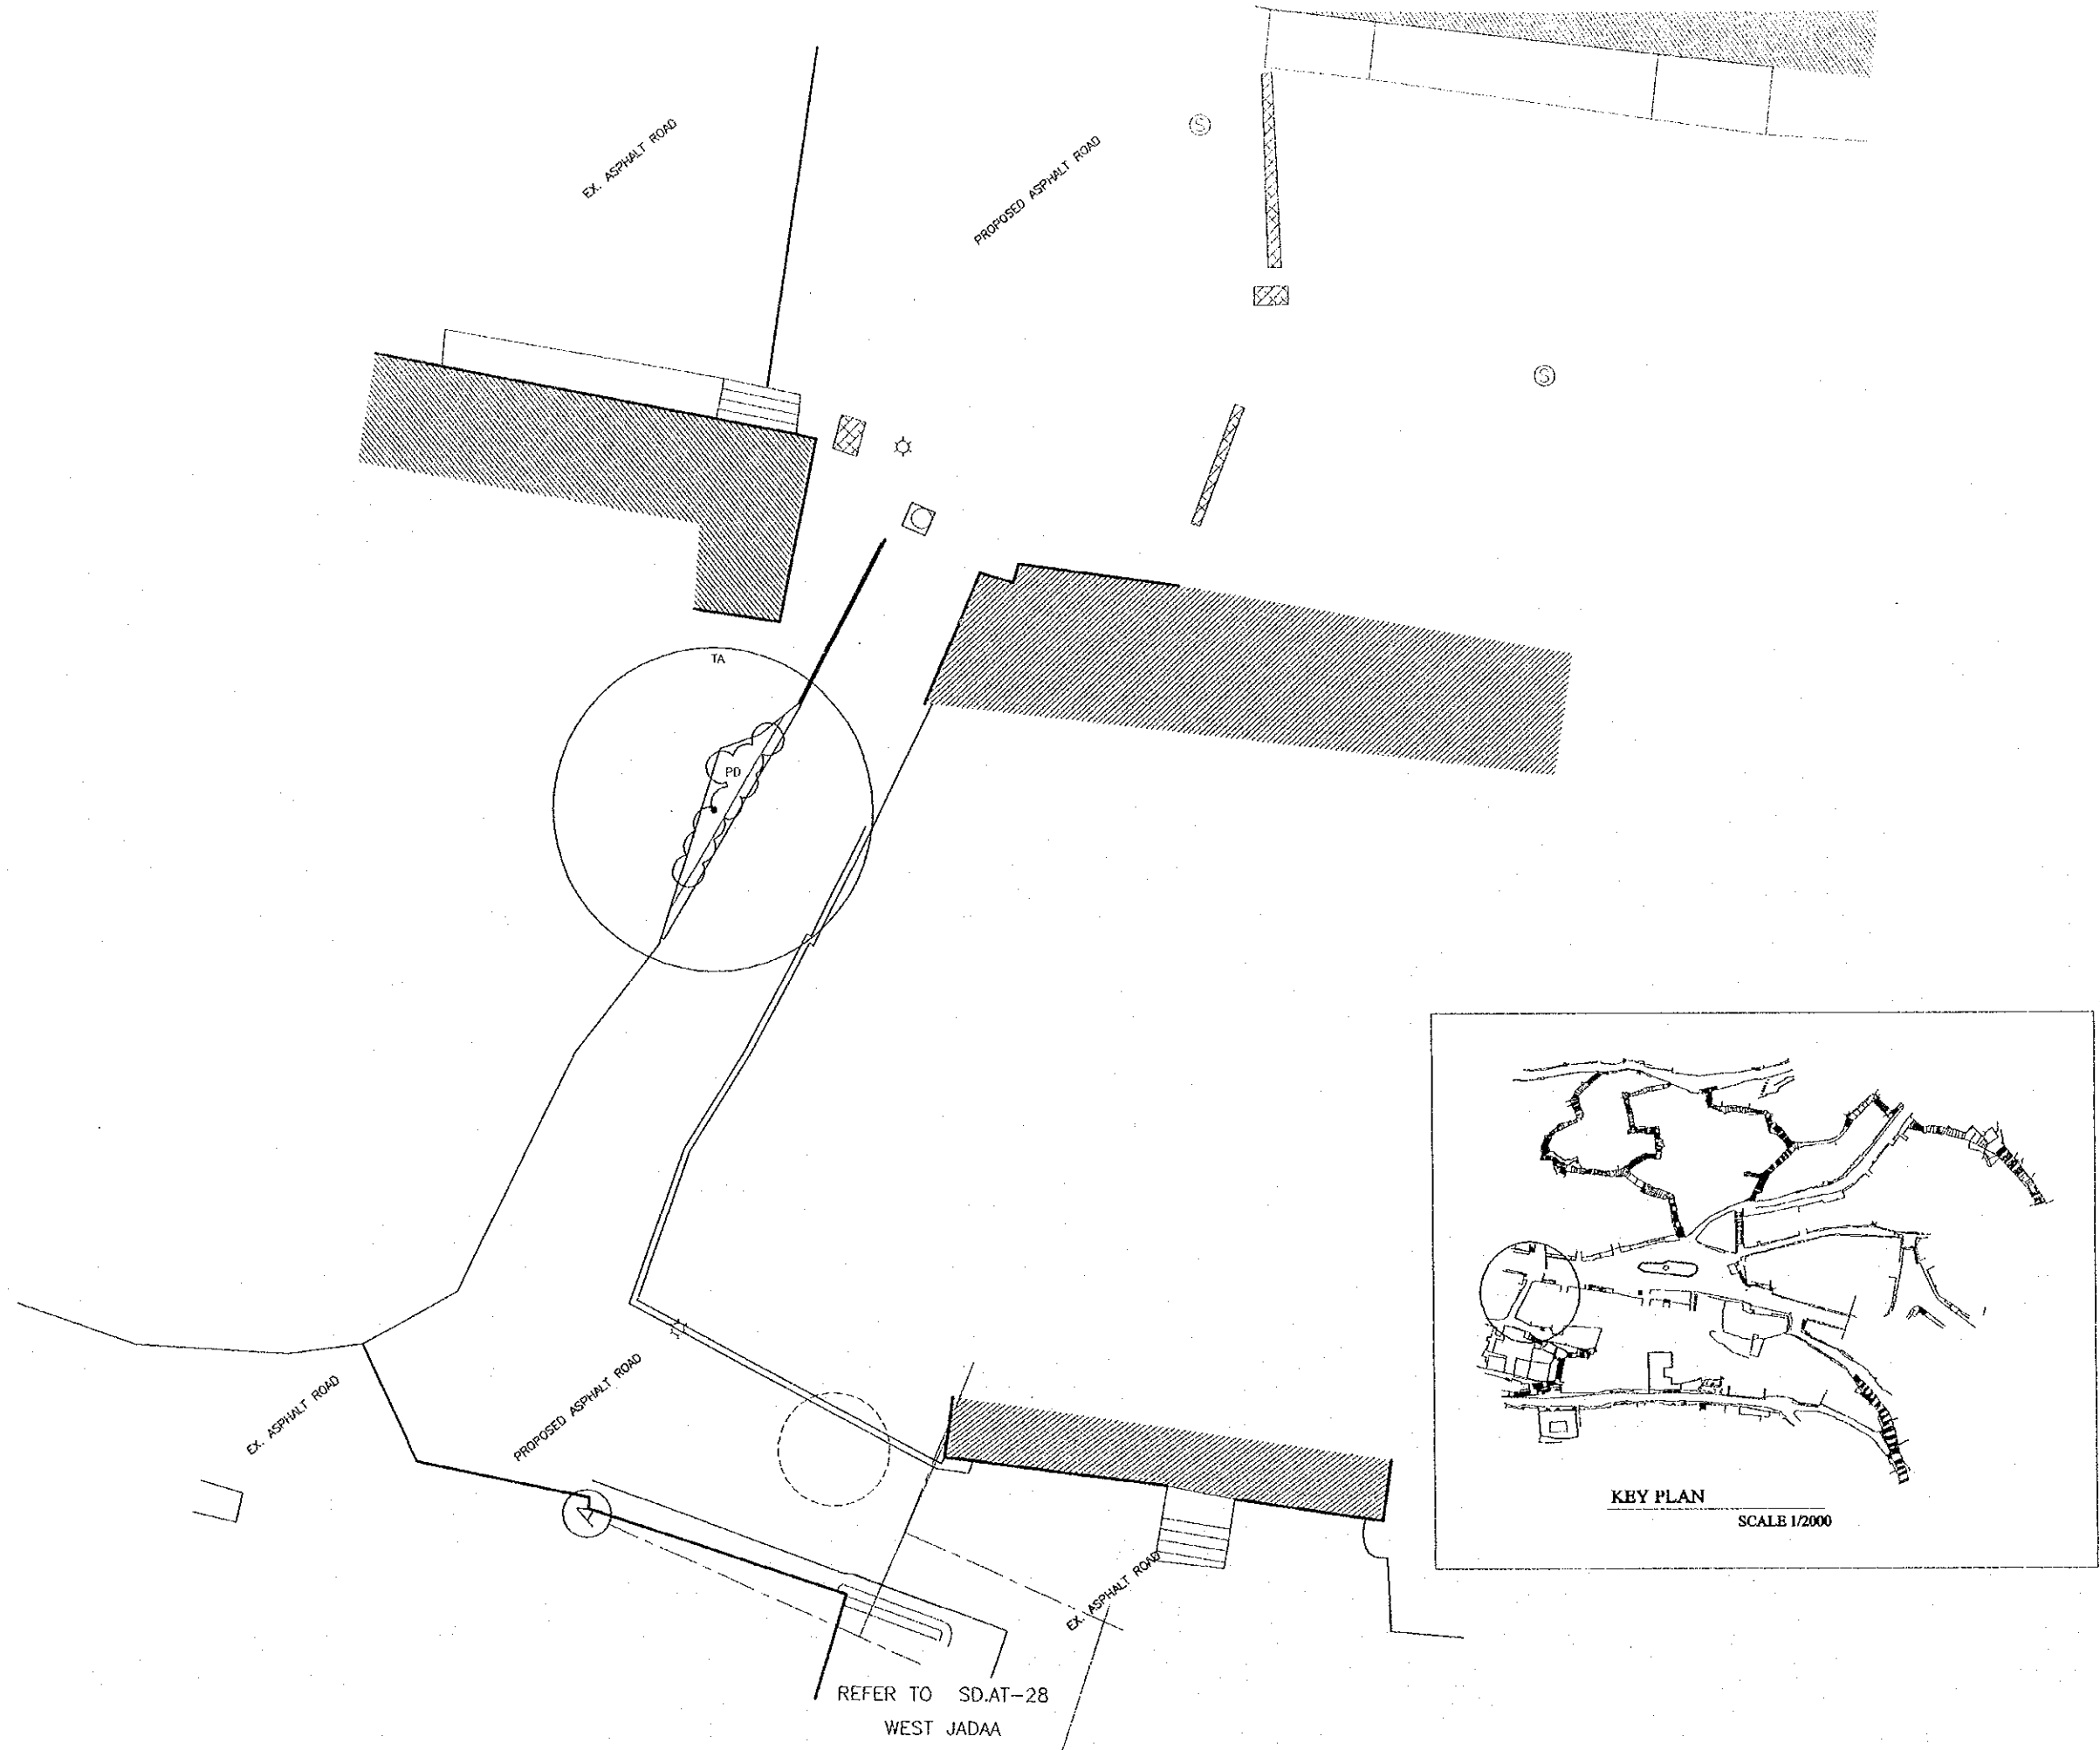 EX. ASPHALT ROAD
PROPOSED ASPHALT ROAD
S
S
TA
PD
EX. ASPHALT ROAD
PROPOSED ASPHALT ROAD
EX. ASPHALT ROAD
REFER TO SD.AT-28
WEST JADAA
KEY PLAN
SCALE 1/2000